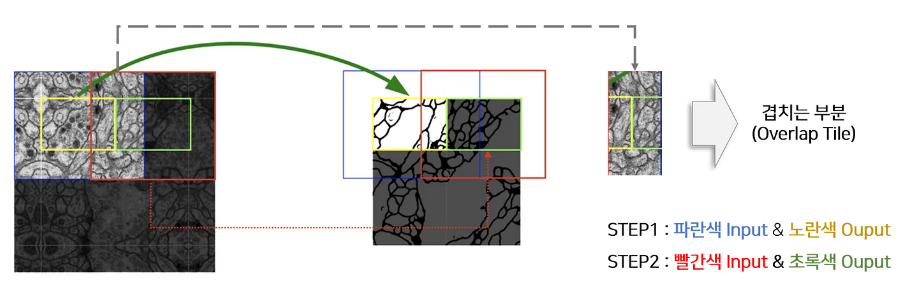 겹치는 부분
(Overlap Tile)
STEP1 : 파란색 Input & 노란색 Ouput
STEP2 : 빨간색 Input & 초록색 Ouput